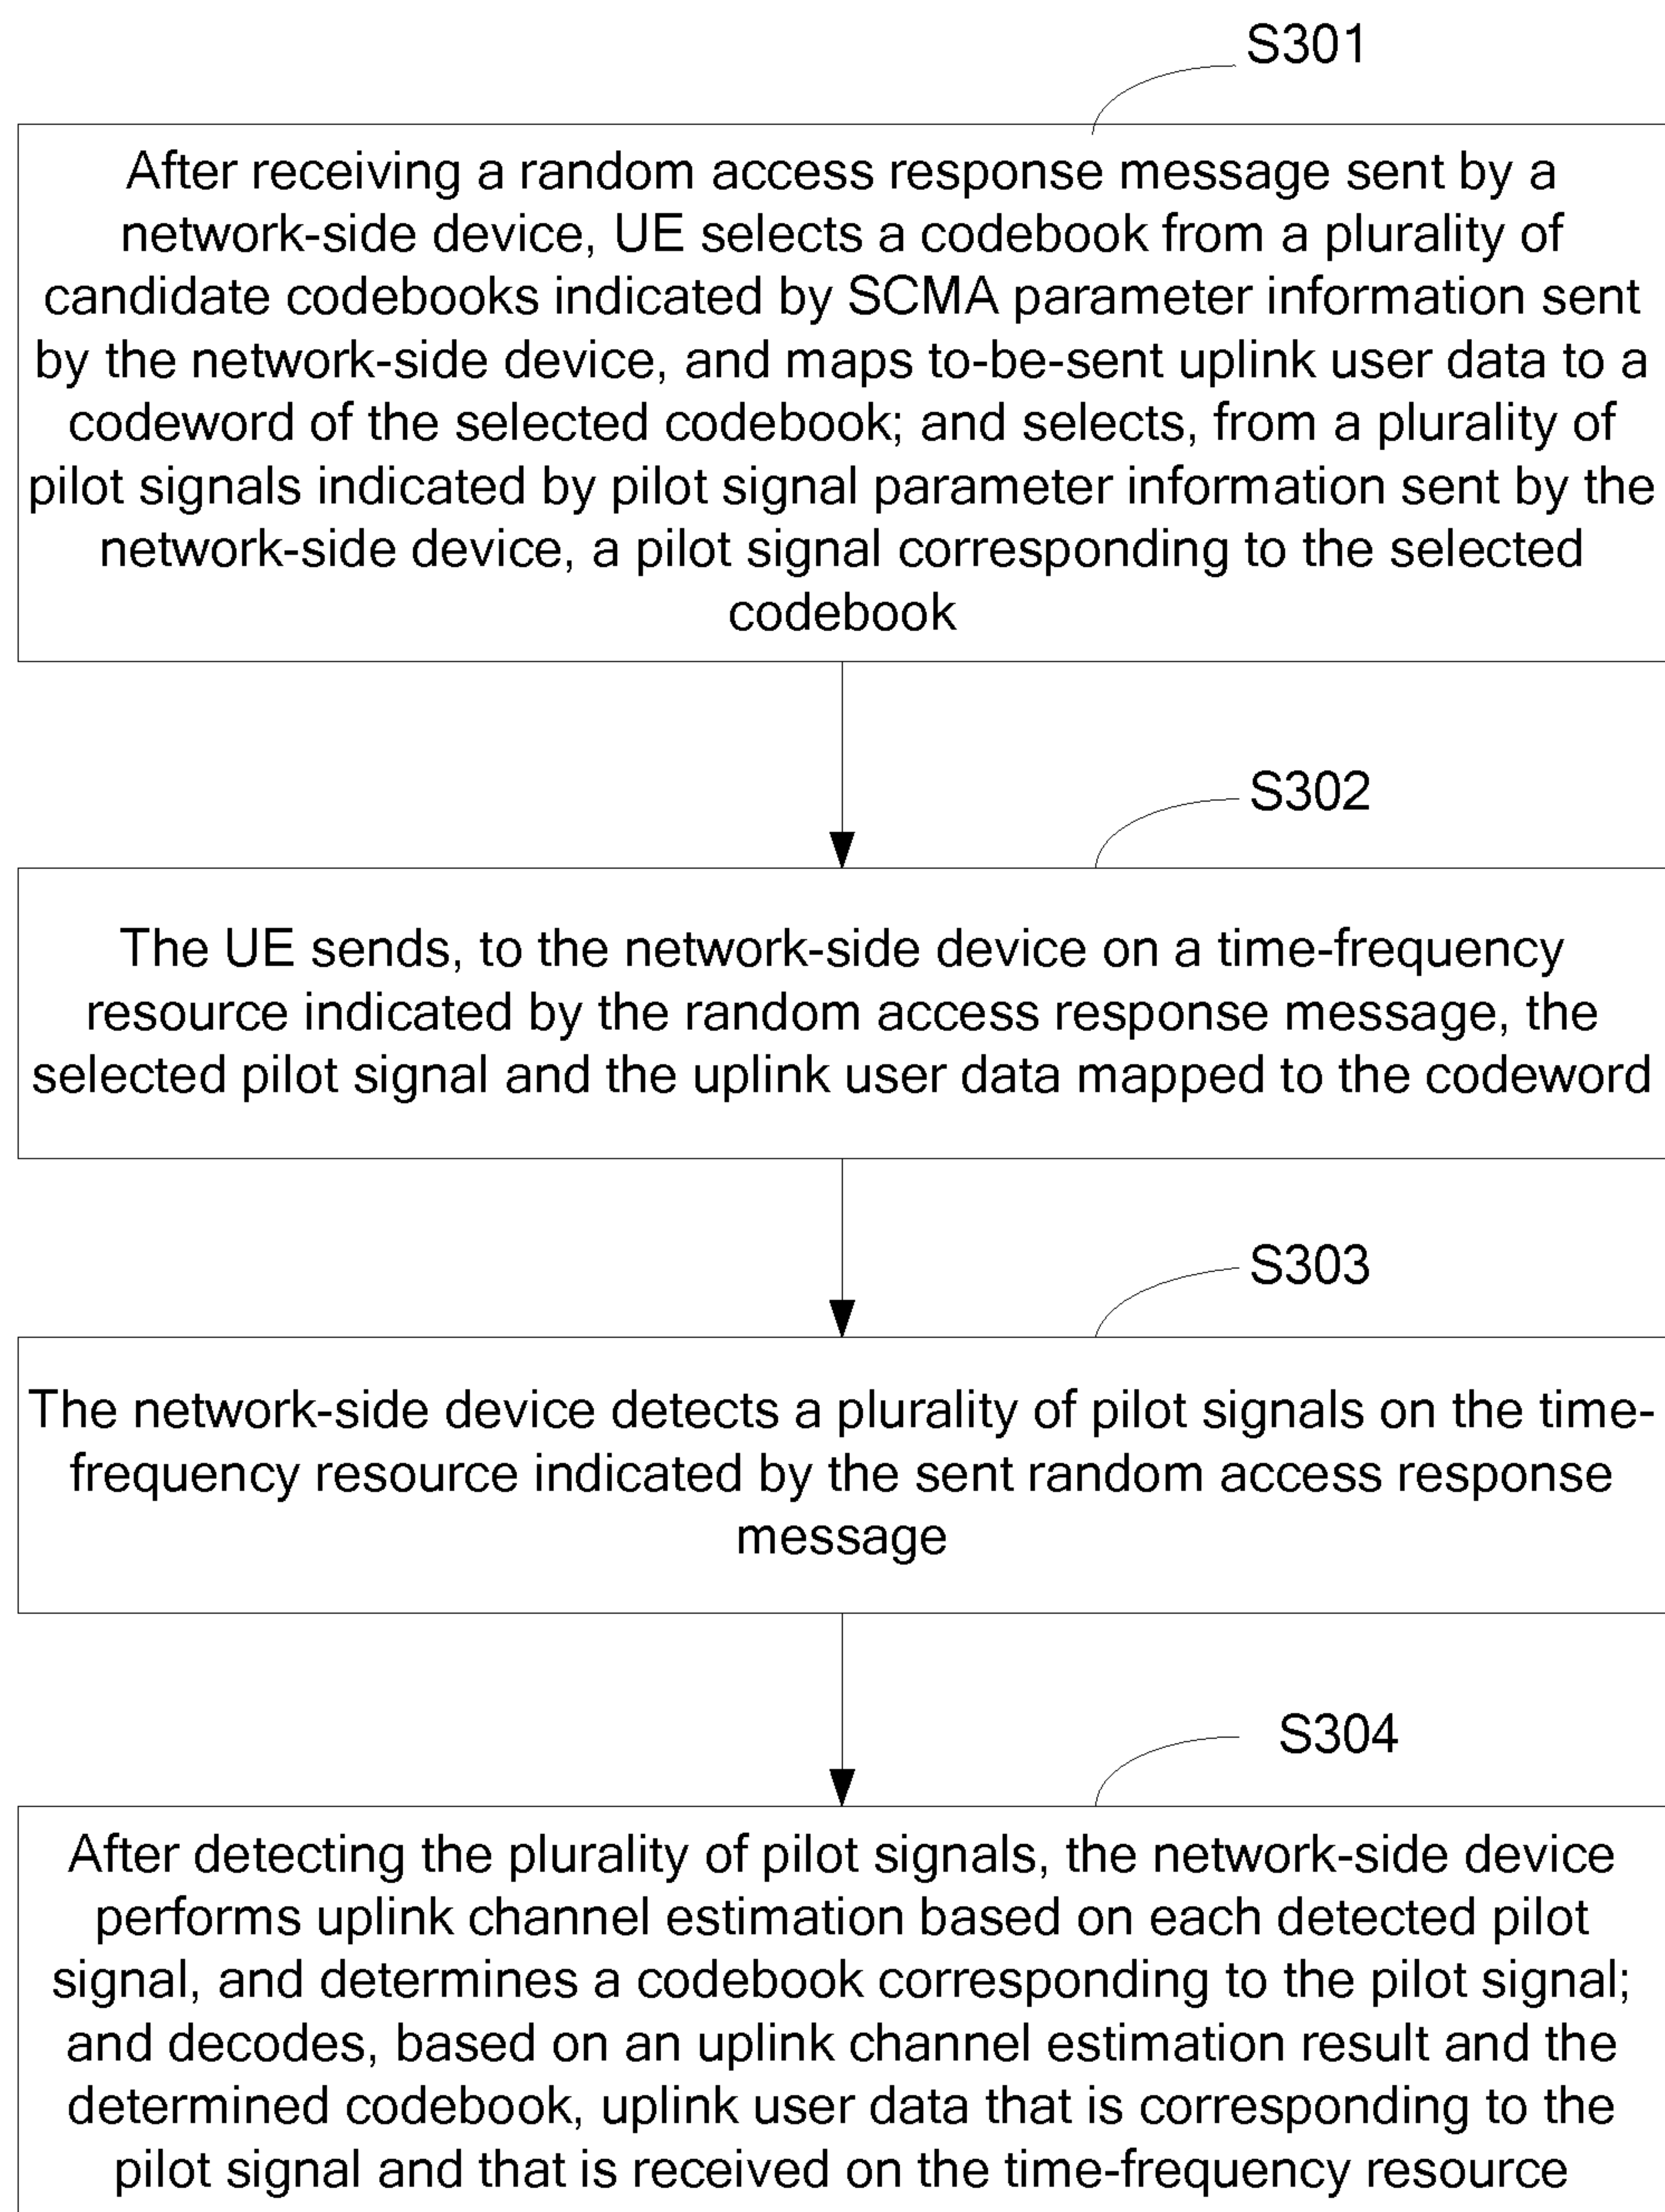 S301
After receiving a random access response message sent by a
network-side device, UE selects a codebook from a plurality of
candidate codebooks indicated by SCMA parameter information sent
by the network-side device, and maps to-be-sent uplink user data to a
codeword of the selected codebook; and selects, from a plurality of
pilot signals indicated by pilot signal parameter information sent by the
network-side device, a pilot signal corresponding to the selected
codebook
S302
The UE sends, to the network-side device on a time-frequency
resource indicated by the random access response message, the
selected pilot signal and the uplink user data mapped to the codeword
S303
The network-side device detects a plurality of pilot signals on the time-
frequency resource indicated by the sent random access response
message
S304
After detecting the plurality of pilot signals, the network-side device
performs uplink channel estimation based on each detected pilot
signal, and determines a codebook corresponding to the pilot signal;
and decodes, based on an uplink channel estimation result and the
determined codebook, uplink user data that is corresponding to the
pilot signal and that is received on the time-frequency resource